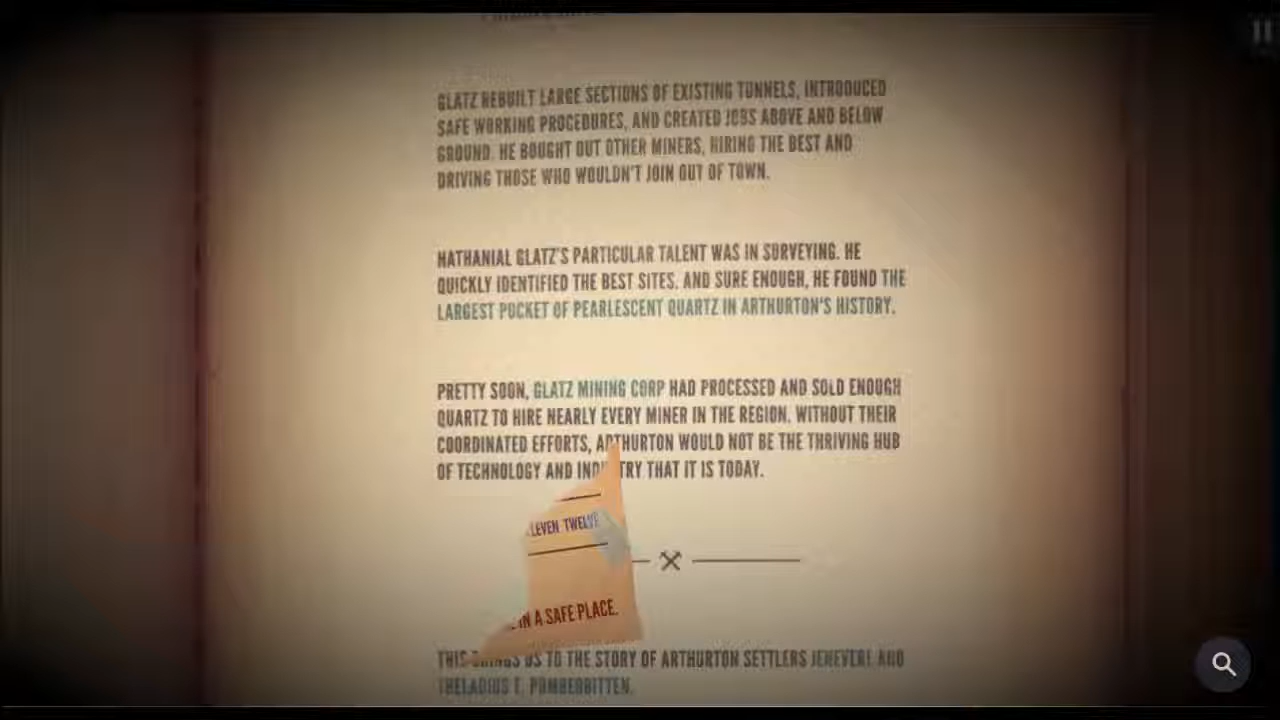 GLATZ REBUILT LARGE SECTIONS OF EXISTING TUNNELS, INTRODUCED
SAFE WORKING PROCEDURES, AND CREATED JOBS ABOVE AND BELOW
GROUND. HE BOUGHT OUT OTHER MINERS, HIRING THE BEST AND
DRIVING THOSE WHO WOULDN'T JOIN OUT OF TOWN.
NATHANIAL GLATZ'S PARTICULAR TALENT WAS IN SURVEYING. HE
QUICKLY IDENTIFIED THE BEST SITES. AND SURE ENOUGH, HE FOUND THE
LARGEST POCKET OF PEARLESCENT QUARTZ IN ARTHURTON'S HISTORY.
PRETTY SOON, GLATZ MINING CORP HAD PROCESSED AND SOLD ENOUGH
QUARTZ TO HIRE NEARLY EVERY MINER IN THE REGION. WITHOUT THEIR
COORDINATED EFFORTS, ARTHURTON WOULD NOT BE THE THRIVING HUB
OF TECHNOLOGY AND INDUSTRY THAT IT IS TODAY.
LEVEN TWELVE
IN A SAFE PLACE.
THIS BRINGS US TO THE STORY OF ARTHURTON SETTLERS JENEVERE AND
THELADIUS T. POMBERBITTEN.